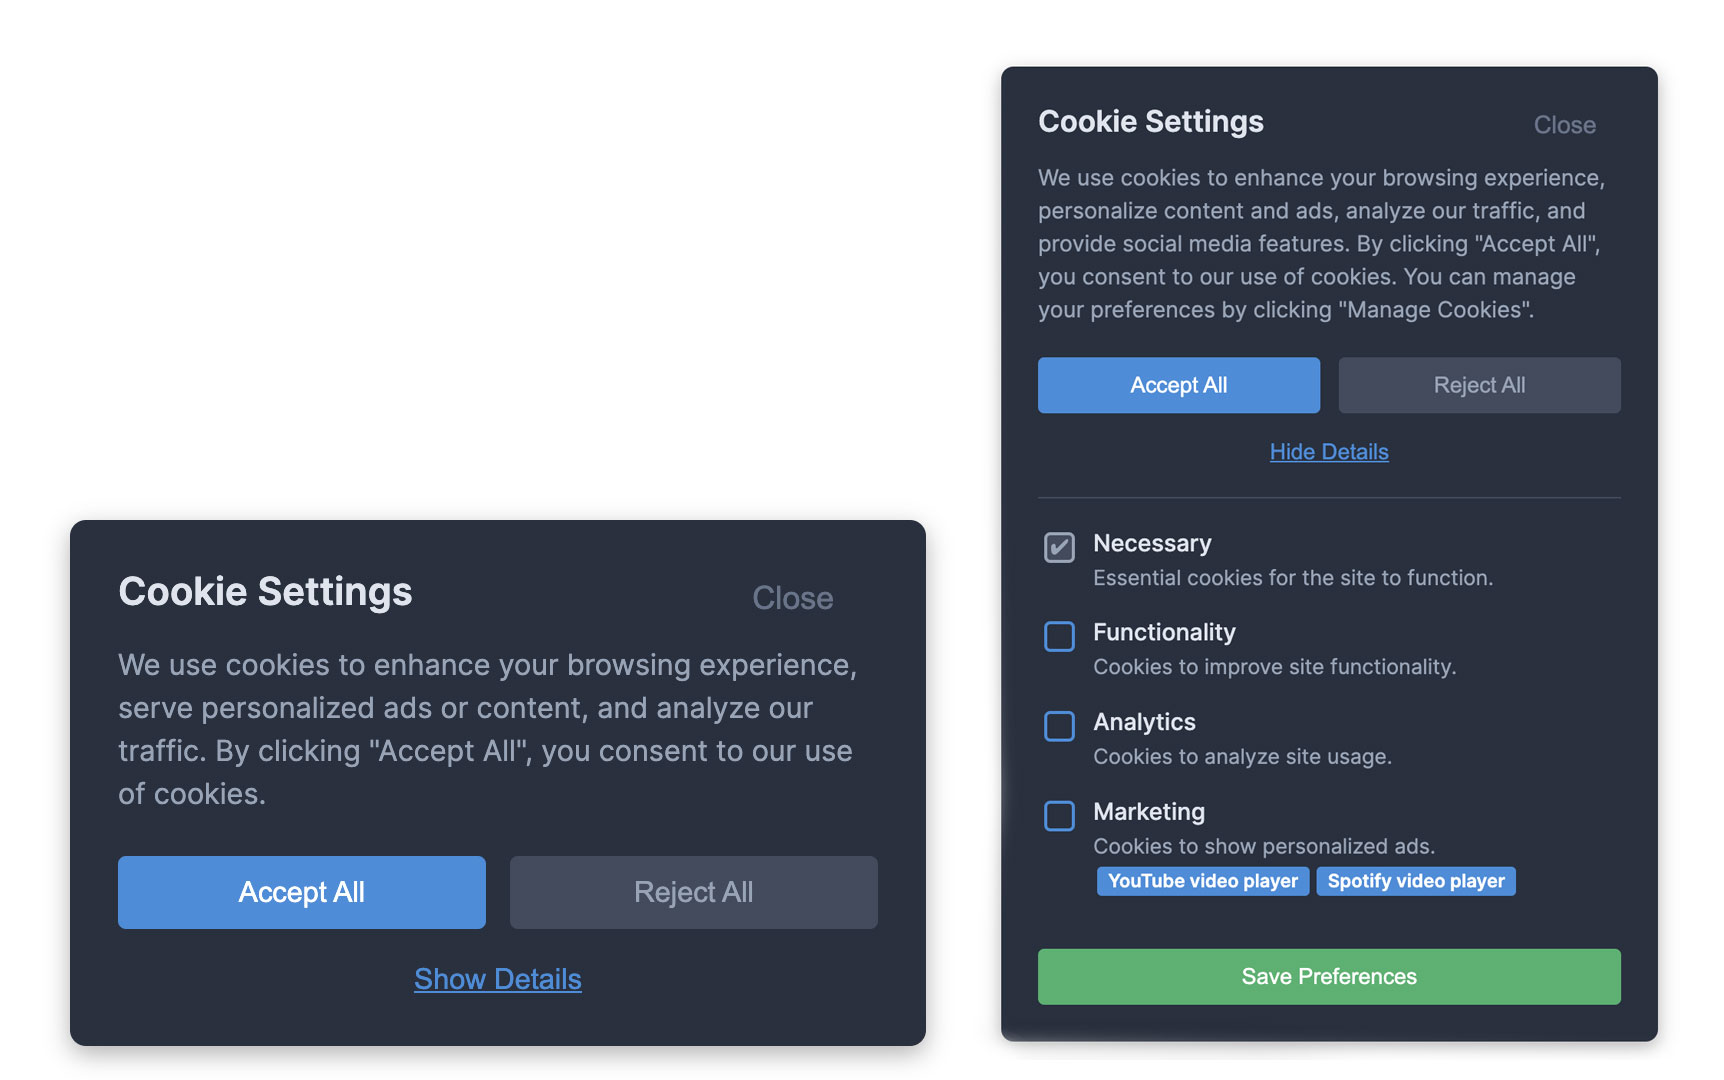 Cookie Settings
Close
We use cookies to enhance your browsing experience,
serve personalized ads or content, and analyze our
traffic. By clicking "Accept All", you consent to our use
of cookies.
Accept All
Reject All
Show Details
Cookie Settings
Close
We use cookies to enhance your browsing experience,
personalize content and ads, analyze our traffic, and
provide social media features. By clicking "Accept All",
you consent to our use of cookies. You can manage
your preferences by clicking "Manage Cookies".
Accept All
Reject All
Hide Details
Necessary
Essential cookies for the site to function.
Functionality
Cookies to improve site functionality.
Analytics
Cookies to analyze site usage.
Marketing
Cookies to show personalized ads.
YouTube video player
Spotify video player
Save Preferences